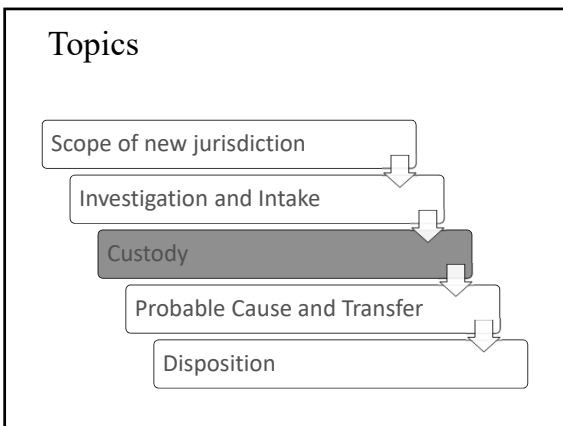 Topics
Scope of new jurisdiction
Investigation and Intake
Custody
Probable Cause and Transfer
Disposition